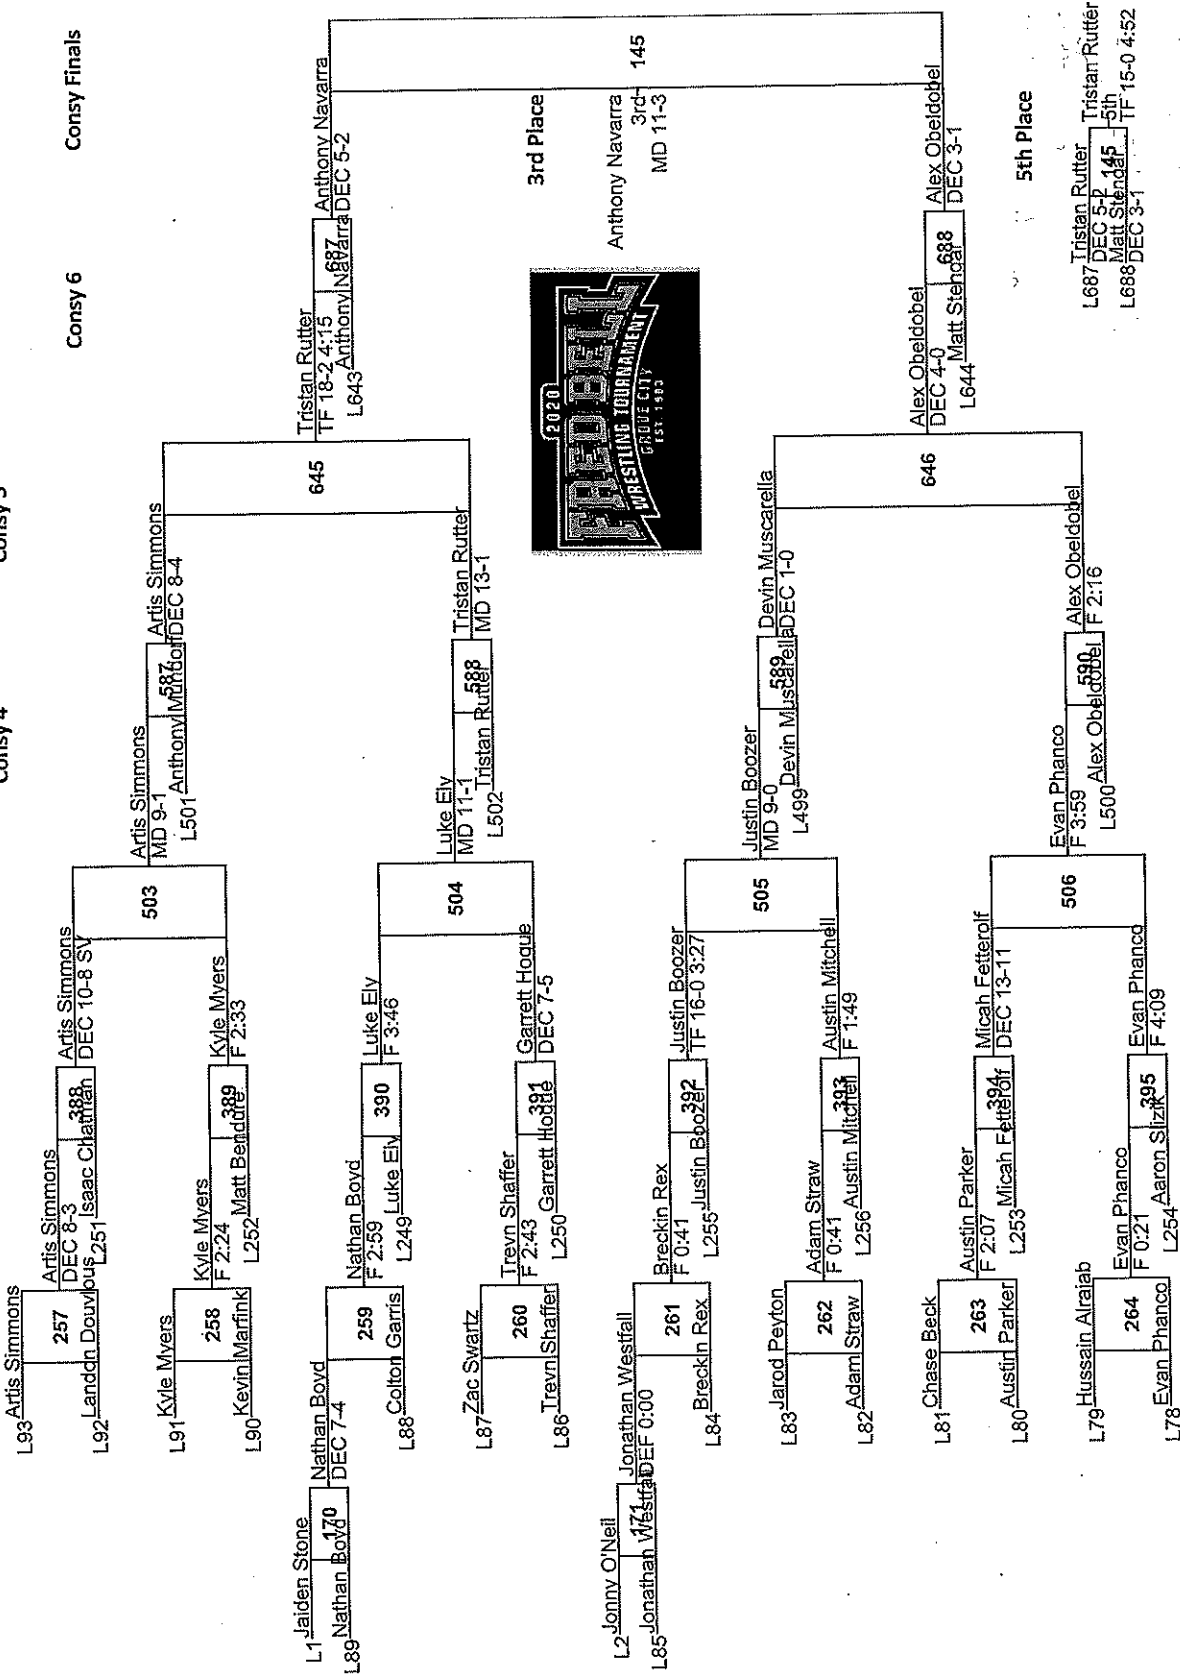 Consy 4
Consy 5
Consy 6
Consy Finals
L1 Jaiden Stone
170
L89 Nathan Boyd
Nathan Boyd
DEC 7-4
L2 Jonny O'Neil
171
L85 Jonathan Westfall
Jonathan Westfall
DEF 0:00
L93 Artis Simmons
257
L92 Landdn Douvlous
Artis Simmons
DEC 8-3
L91 Kyle Myers
258
L90 Kevin Marfink
Kyle Myers
F 2:24
259
L88 Colton Garris
Nathan Boyd
F 2:59
L87 Zac Swartz
260
L86 Trevn Shaffer
Trevn Shaffer
F 2:43
261
L84 Breckin Rex
Breckin Rex
F 0:41
L83 Jarod Peyton
262
L82 Adam Straw
Adam Straw
F 0:41
L81 Chase Beck
263
L80 Austin Parker
Austin Parker
F 2:07
L79 Hussain Alrajab
264
L78 Evan Phanco
Evan Phanco
F 0:21
388
L251 Isaac Chatman
Artis Simmons
DEC 10-8 SV
389
L252 Matt Bendure
Kyle Myers
F 2:33
390
L249 Luke Ely
Luke Ely
F 3:46
391
L250 Garrett Hogue
Garrett Hogue
DEC 7-5
392
L255 Justin Boozer
Justin Boozer
TF 16-0 3:27
393
L256 Austin Mitchell
Austin Mitchell
F 1:49
394
L253 Micah Fetterolf
Micah Fetterolf
DEC 13-11
395
L254 Aaron Slizik
Evan Phanco
F 4:09
503
Artis Simmons
MD 9-1
504
Luke Ely
MD 11-1
505
Justin Boozer
MD 9-0
506
Evan Phanco
F 3:59
587
L501 Anthony Mundorf
Artis Simmons
DEC 8-4
588
L502 Tristan Rutter
Tristan Rutter
MD 13-1
589
L499 Devin Muscarella
Devin Muscarella
DEC 1-0
590
L500 Alex Obeldobel
Alex Obeldobel
F 2:16
645
Tristan Rutter
TF 18-2 4:15
646
Alex Obeldobel
DEC 4-0
687
L643 Anthony Navarra
Anthony Navarra
DEC 5-2
688
L644 Matt Stendar
Alex Obeldobel
DEC 3-1
2020
WRESTLING TOURNAMENT
GROVE CITY
EST. 1983
3rd Place
145
Anthony Navarra
3rd
MD 11-3
5th Place
L687 Tristan Rutter
DEC 5-2
145
L688 Matt Stendar
DEC 3-1
Tristan Rutter
5th
TF 15-0 4:52